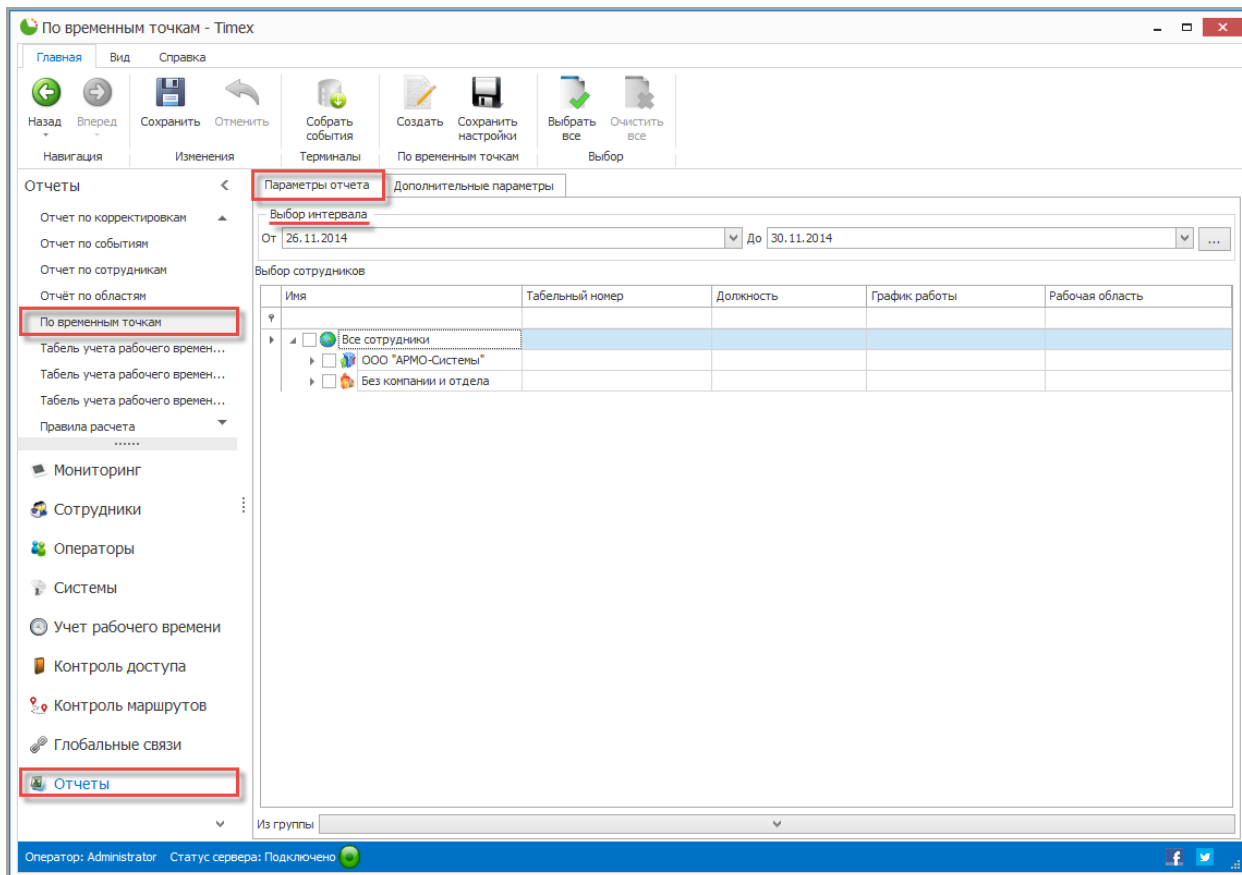 По временным точкам - Timex
Главная Вид Справка
Назад Вперед Сохранить Отменить Собрать события Создать Сохранить настройки Выбрать все Очистить все
Навигация Изменения Терминалы По временным точкам Выбор
Отчеты
Отчет по корректировкам
Отчет по событиям
Отчет по сотрудникам
Отчёт по областям
По временным точкам
Табель учета рабочего времен...
Табель учета рабочего времен...
Табель учета рабочего времен...
Правила расчета
Мониторинг
Сотрудники
Операторы
Системы
Учет рабочего времени
Контроль доступа
Контроль маршрутов
Глобальные связи
Отчеты
Параметры отчета Дополнительные параметры
Выбор интервала
От 26.11.2014 До 30.11.2014 ...
Выбор сотрудников
Имя Табельный номер Должность График работы Рабочая область
Все сотрудники
ООО "АРМО-Системы"
Без компании и отдела
Из группы
Оператор: Administrator Статус сервера: Подключено